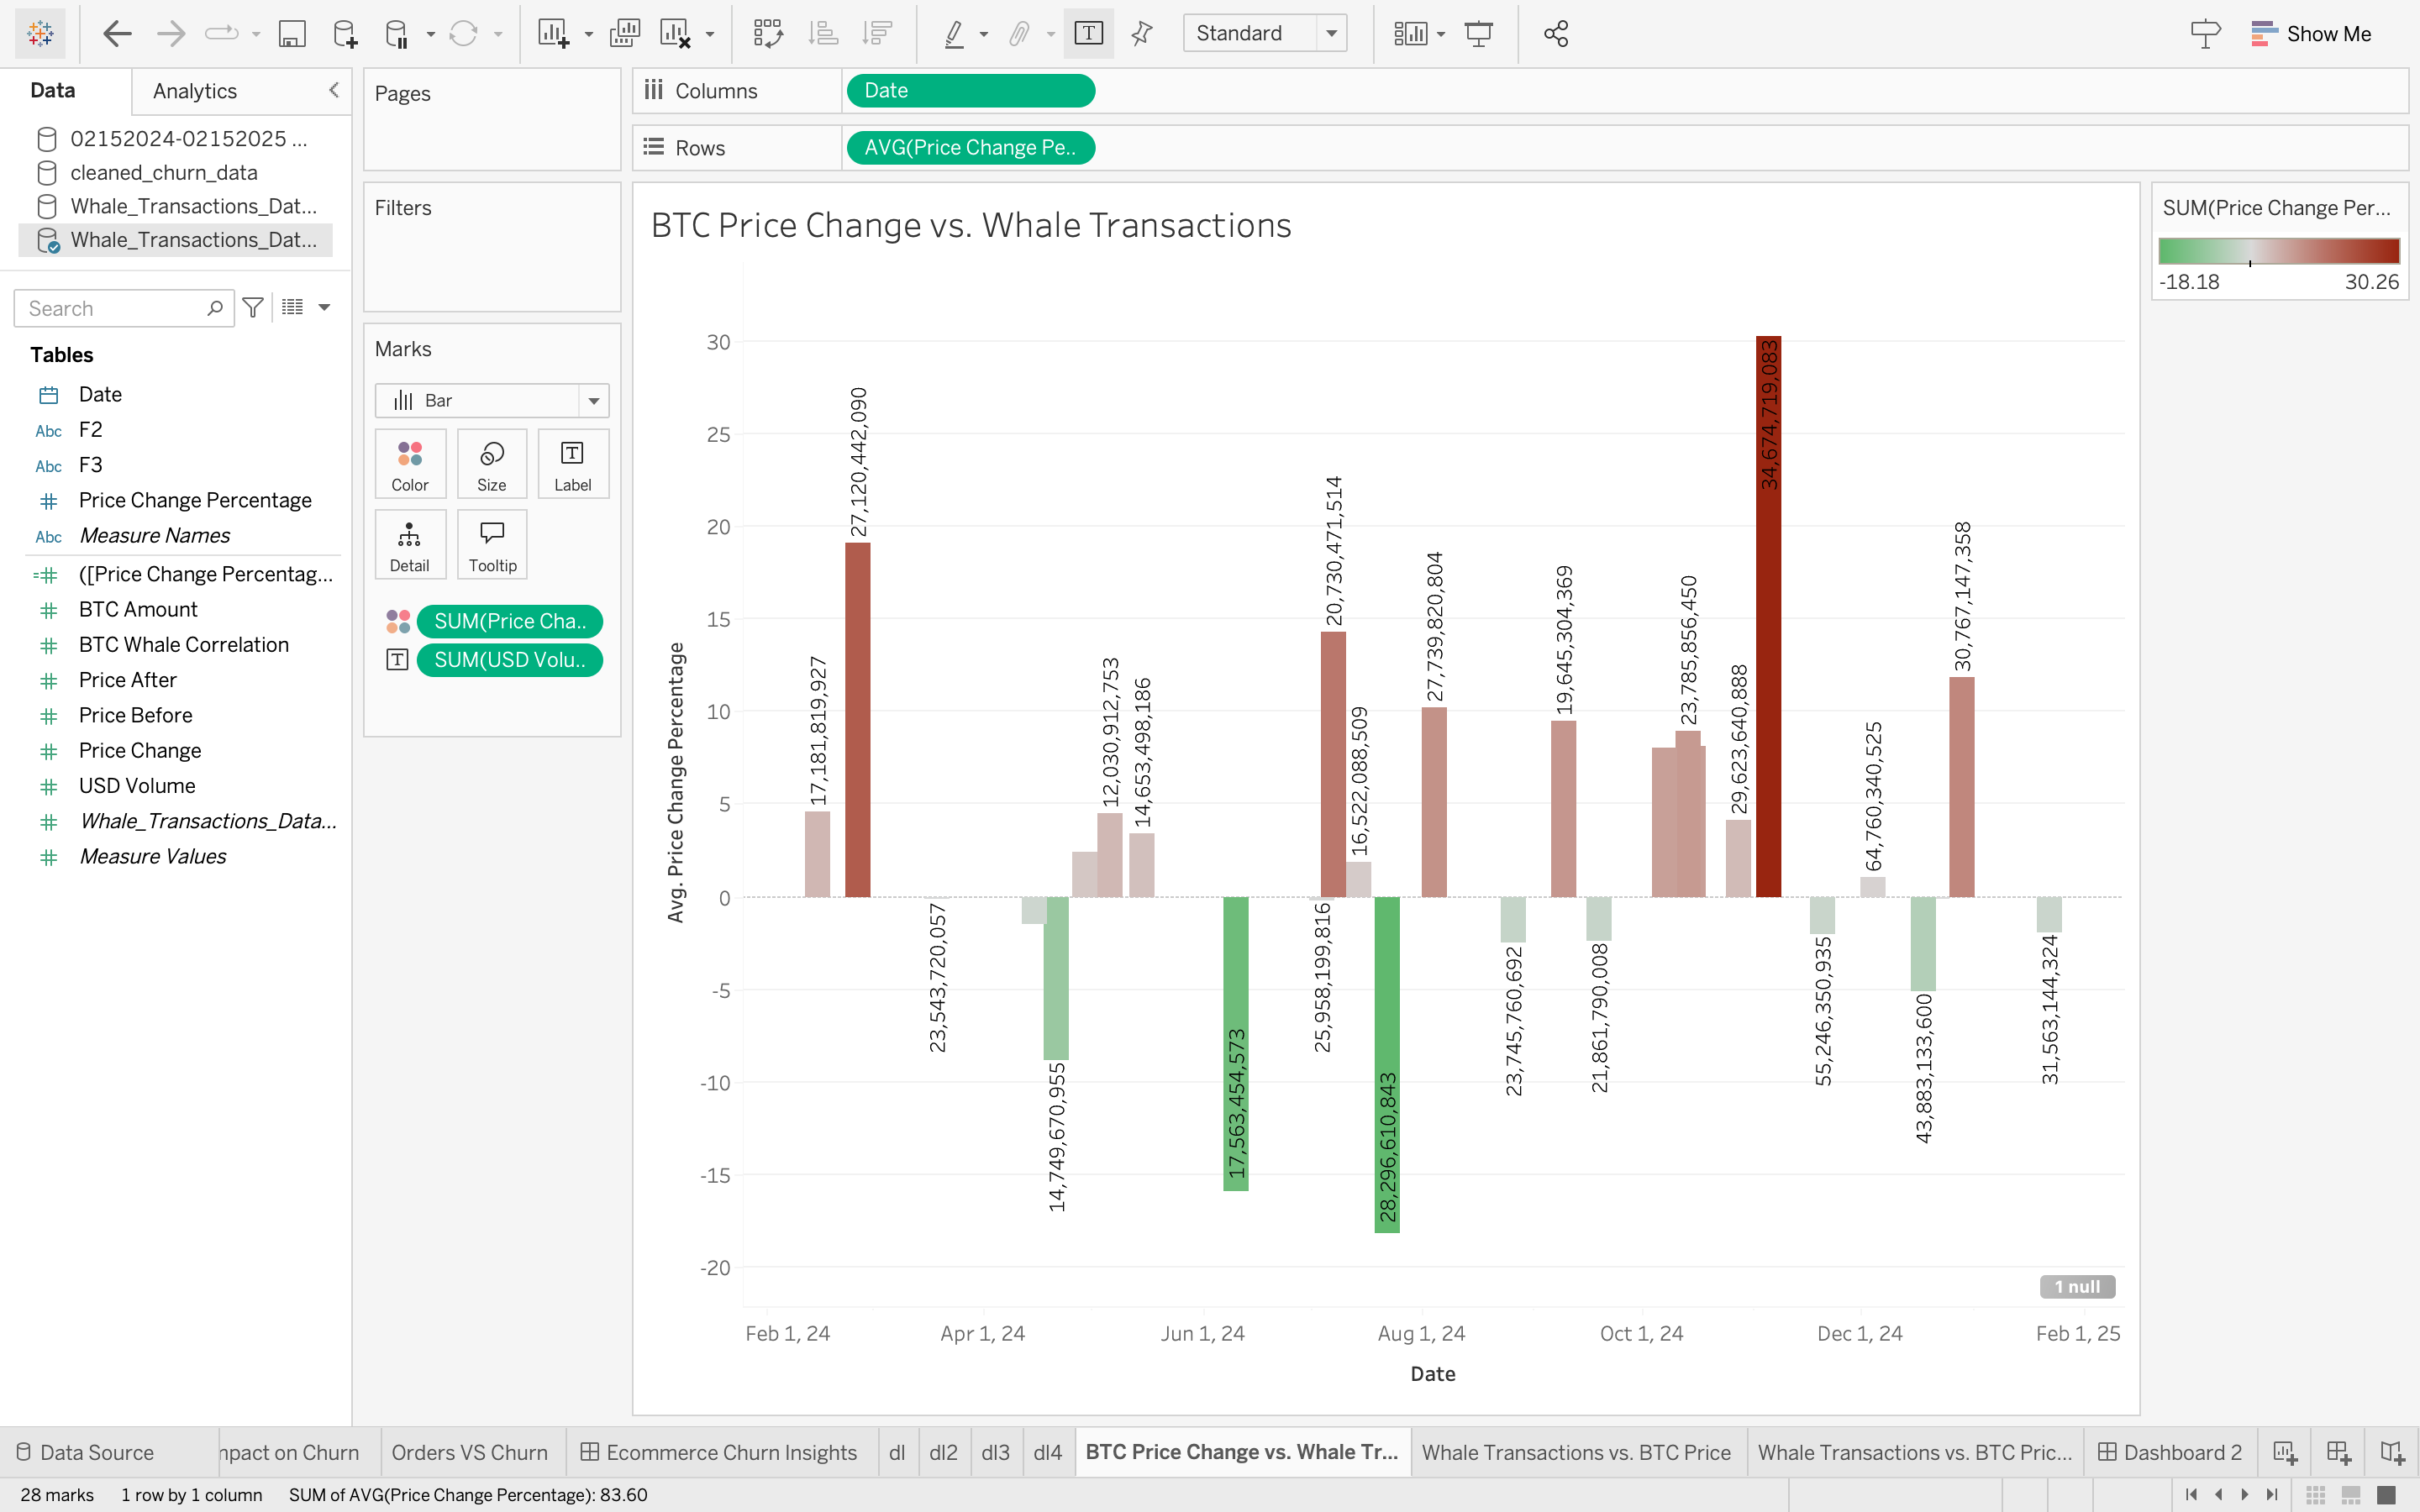 Standard
Show Me
Data
Analytics
02152024-02152025 ...
cleaned_churn_data
Whale_Transactions_Dat...
Whale_Transactions_Dat...
Search
Tables
Date
Abc F2
Abc F3
Price Change Percentage
Abc Measure Names
([Price Change Percentag...
BTC Amount
BTC Whale Correlation
Price After
Price Before
Price Change
USD Volume
Whale_Transactions_Data...
Measure Values
Pages
Filters
Marks
Bar
Color
Size
T
Label
Detail
Tooltip
SUM(Price Cha..
T
SUM(USD Volu..
Columns
Date
Rows
AVG(Price Change Pe..
BTC Price Change vs. Whale Transactions
Avg. Price Change Percentage
30
25
20
15
10
5
0
-5
-10
-15
-20
17,181,819,927
27,120,442,090
23,543,720,057
14,749,670,955
12,030,912,753
14,653,498,186
17,563,454,573
25,958,199,816
20,730,471,514
16,522,088,509
28,296,610,843
27,739,820,804
23,745,760,692
19,645,304,369
21,861,790,008
23,785,856,450
29,623,640,888
34,674,719,083
55,246,350,935
64,760,340,525
43,883,133,600
30,767,147,358
31,563,144,324
1 null
Feb 1, 24
Apr 1, 24
Jun 1, 24
Aug 1, 24
Oct 1, 24
Dec 1, 24
Feb 1, 25
Date
SUM(Price Change Per...
-18.18
30.26
Data Source
npact on Churn
Orders VS Churn
Ecommerce Churn Insights
dl
dl2
dl3
dl4
BTC Price Change vs. Whale Tr...
Whale Transactions vs. BTC Price
Whale Transactions vs. BTC Pric...
Dashboard 2
28 marks
1 row by 1 column
SUM of AVG(Price Change Percentage): 83.60